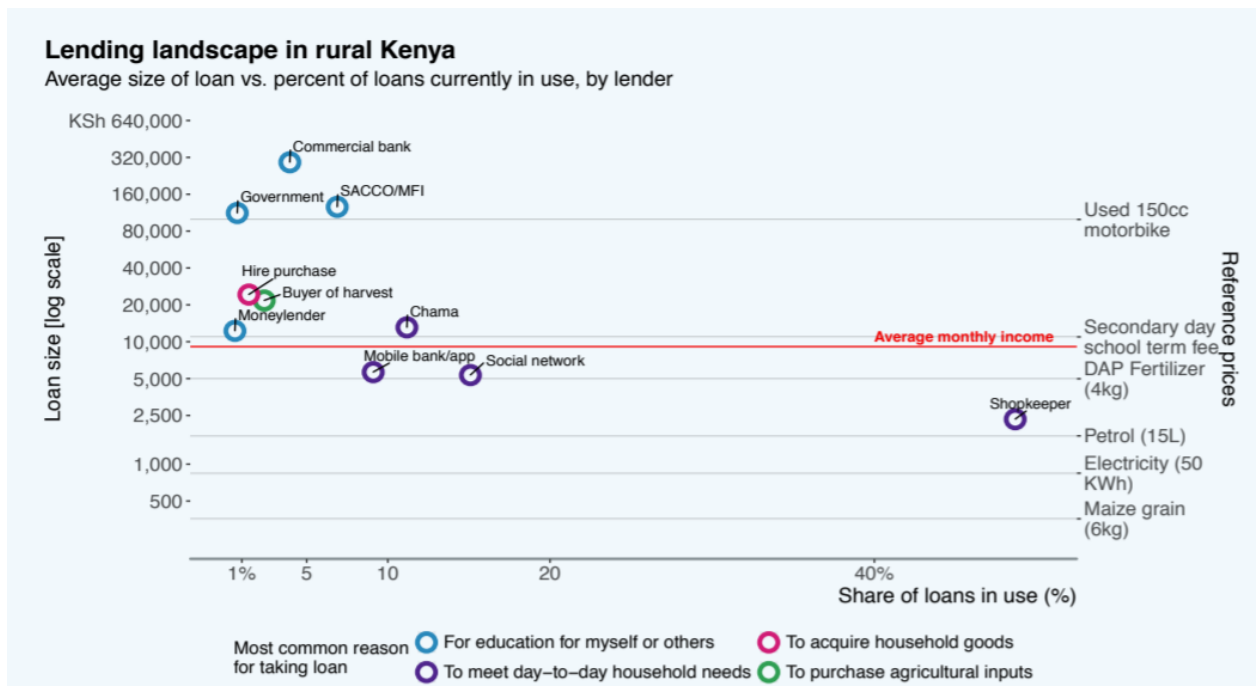 Lending landscape in rural Kenya
Average size of loan vs. percent of loans currently in use, by lender
Loan size [log scale]
KSh 640,000
320,000
160,000
80,000
40,000
20,000
10,000
5,000
2,500
1,000
500
Commercial bank
Government
SACCO/MFI
Hire purchase
Buyer of harvest
Moneylender
Chama
Average monthly income
Mobile bank/app
Social network
Shopkeeper
Used 150cc
motorbike
Secondary day
school term fee
DAP Fertilizer
(4kg)
Petrol (15L)
Electricity (50
KWh)
Maize grain
(6kg)
Reference prices
1%
5
10
20
40%
Share of loans in use (%)
Most common reason
for taking loan
For education for myself or others
To acquire household goods
To meet day−to−day household needs
To purchase agricultural inputs